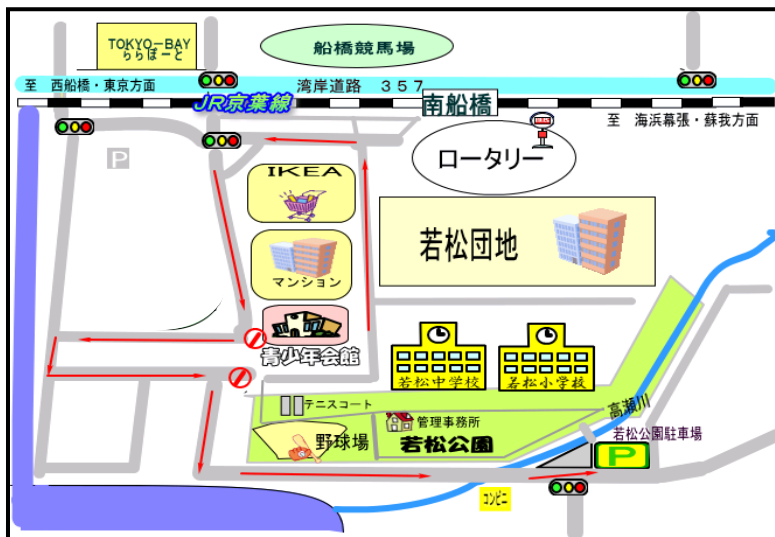 TOKYO-BAY
ららぽーと
船橋競馬場
至 西船橋・東京方面
湾岸道路 357
JR京葉線
南船橋
BUS
至 海浜幕張・蘇我方面
P
IKEA
ロータリー
若松団地
マンション
青少年会館
若松中学校
若松小学校
テニスコート
高瀬川
管理事務所
野球場
若松公園
若松公園駐車場
P
コンビニ